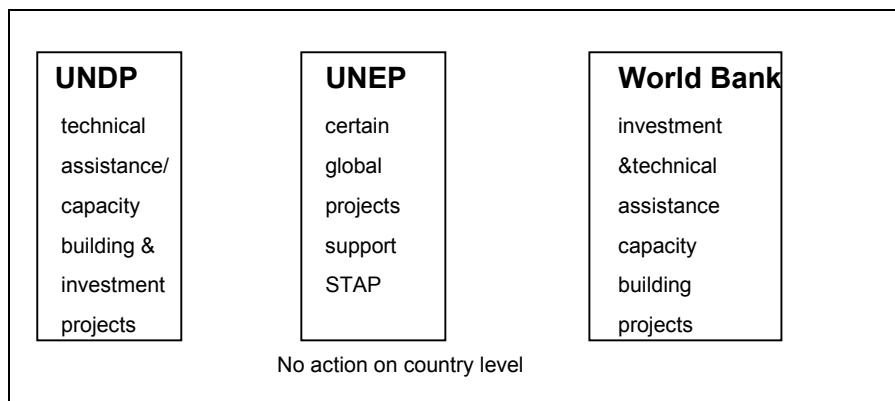 UNDP
technical
assistance/
capacity
building &
investment
projects
UNEP
certain
global
projects
support
STAP
World Bank
investment
&technical
assistance
capacity
building
projects
No action on country level